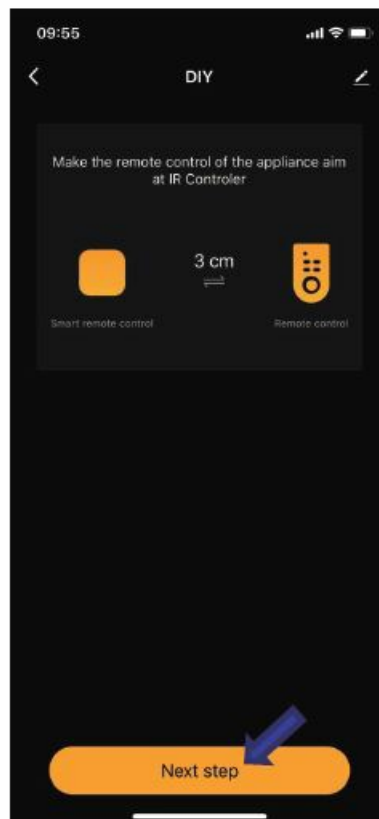 09:55
DIY
Make the remote control of the appliance aim
at IR Controler
3 cm
Smart remote control
Remote control
Next step